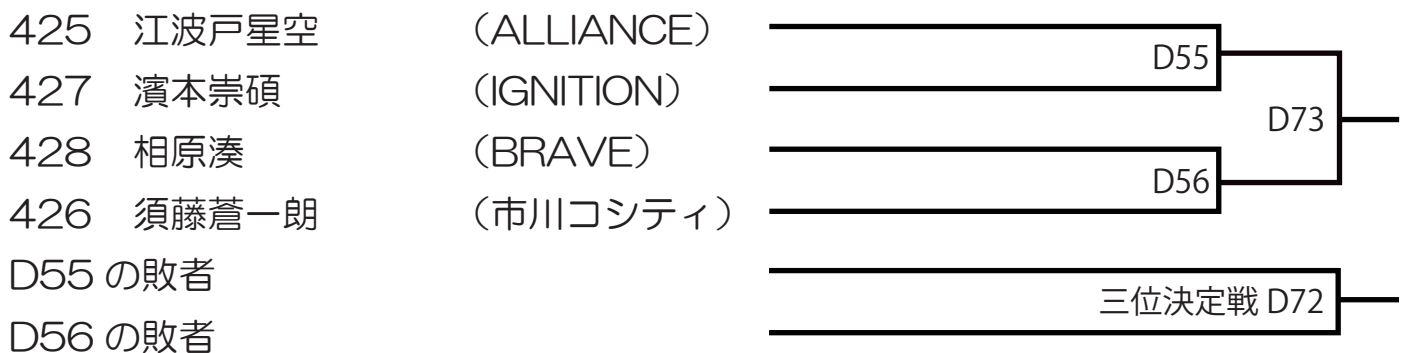 425 江波戸星空 （ALLIANCE）
D55
427 濱本崇碩 （IGNITION）
D73
428 相原湊 （BRAVE）
D56
426 須藤蒼一朗 （市川コシティ）
D55 の敗者
三位決定戦 D72
D56 の敗者